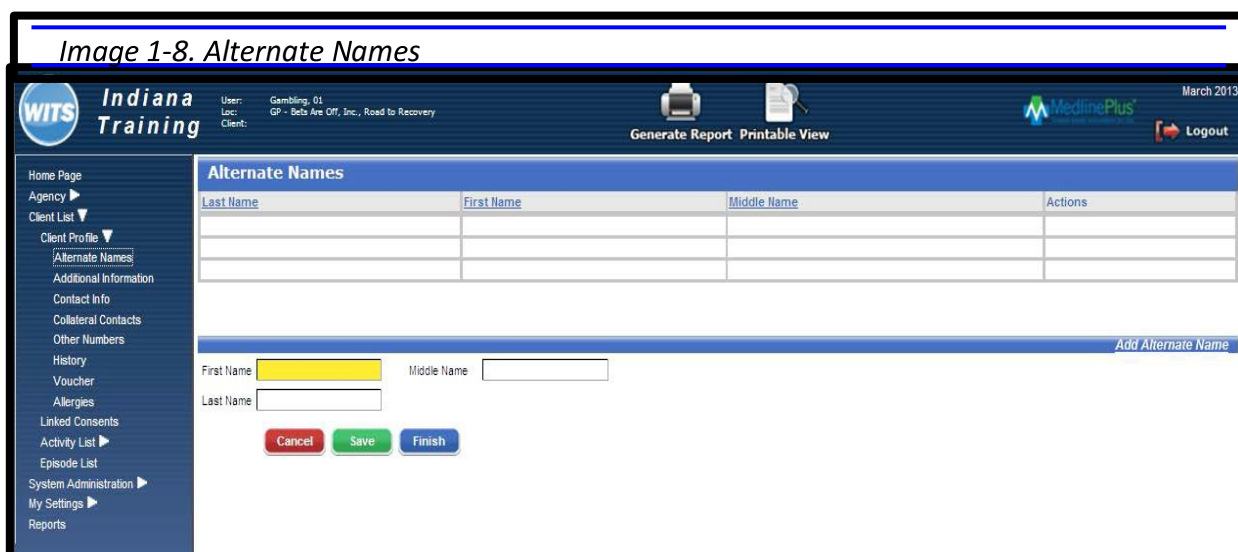 Image 1-8. Alternate Names
WITS
Indiana
Training
User: Gambling, 01
Loc: GP - Bets Are Off, Inc., Road to Recovery
Client:
Generate Report Printable View
MedlinePlus
March 2013
Logout
Home Page
Agency
Client List
Client Profile
Alternate Names
Additional Information
Contact Info
Collateral Contacts
Other Numbers
History
Voucher
Allergies
Linked Consents
Activity List
Episode List
System Administration
My Settings
Reports
Alternate Names
Last Name First Name Middle Name Actions
Add Alternate Name
First Name Middle Name
Last Name
Cancel Save Finish